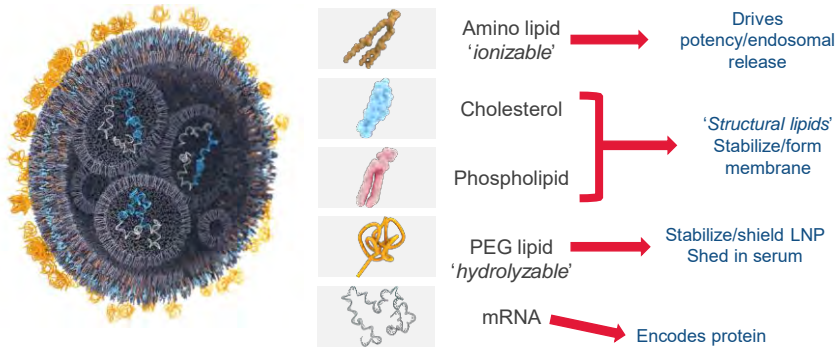 Amino lipid
'ionizable'
Drives
potency/endosomal
release
Cholesterol
Phospholipid
'Structural lipids'
Stabilize/form
membrane
PEG lipid
'hydrolyzable'
Stabilize/shield LNP
Shed in serum
mRNA
Encodes protein